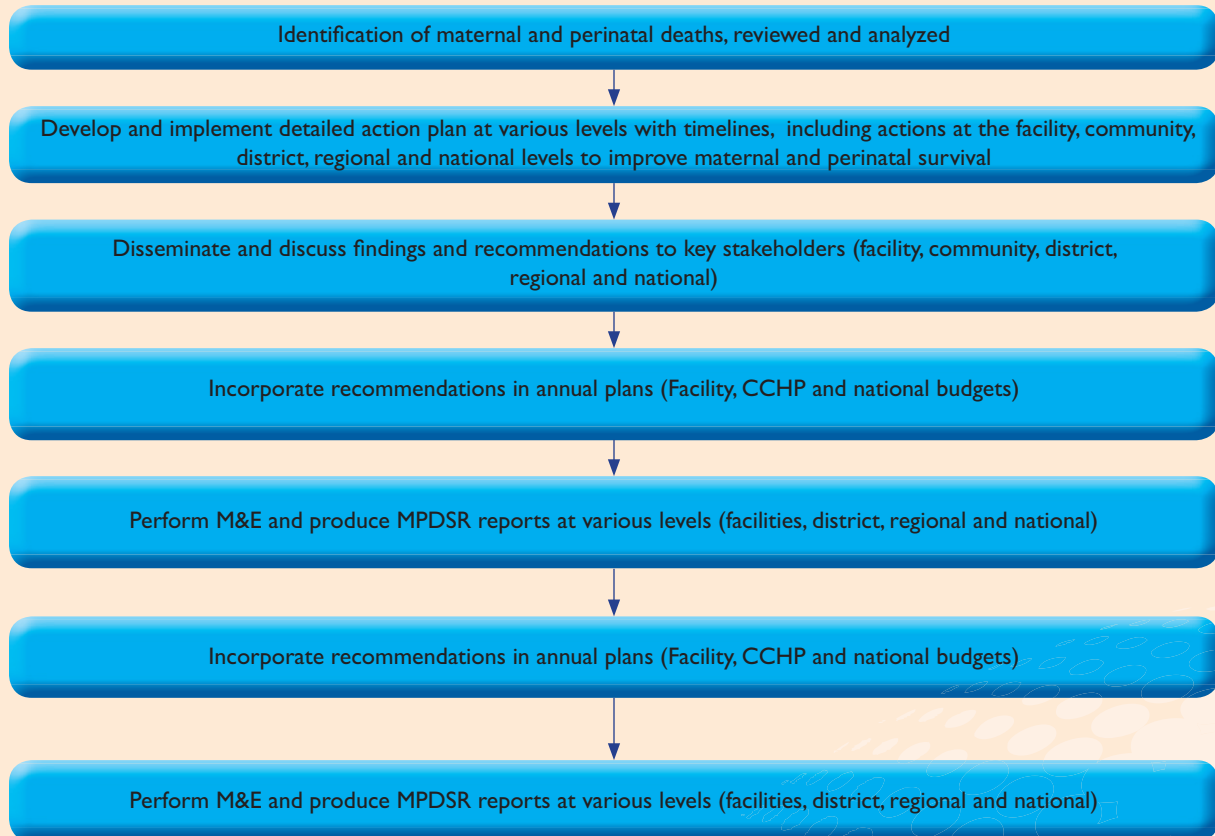 Identification of maternal and perinatal deaths, reviewed and analyzed
Develop and implement detailed action plan at various levels with timelines, including actions at the facility, community,
district, regional and national levels to improve maternal and perinatal survival
Disseminate and discuss findings and recommendations to key stakeholders (facility, community, district,
regional and national)
Incorporate recommendations in annual plans (Facility, CCHP and national budgets)
Perform M&E and produce MPDSR reports at various levels (facilities, district, regional and national)
Incorporate recommendations in annual plans (Facility, CCHP and national budgets)
Perform M&E and produce MPDSR reports at various levels (facilities, district, regional and national)